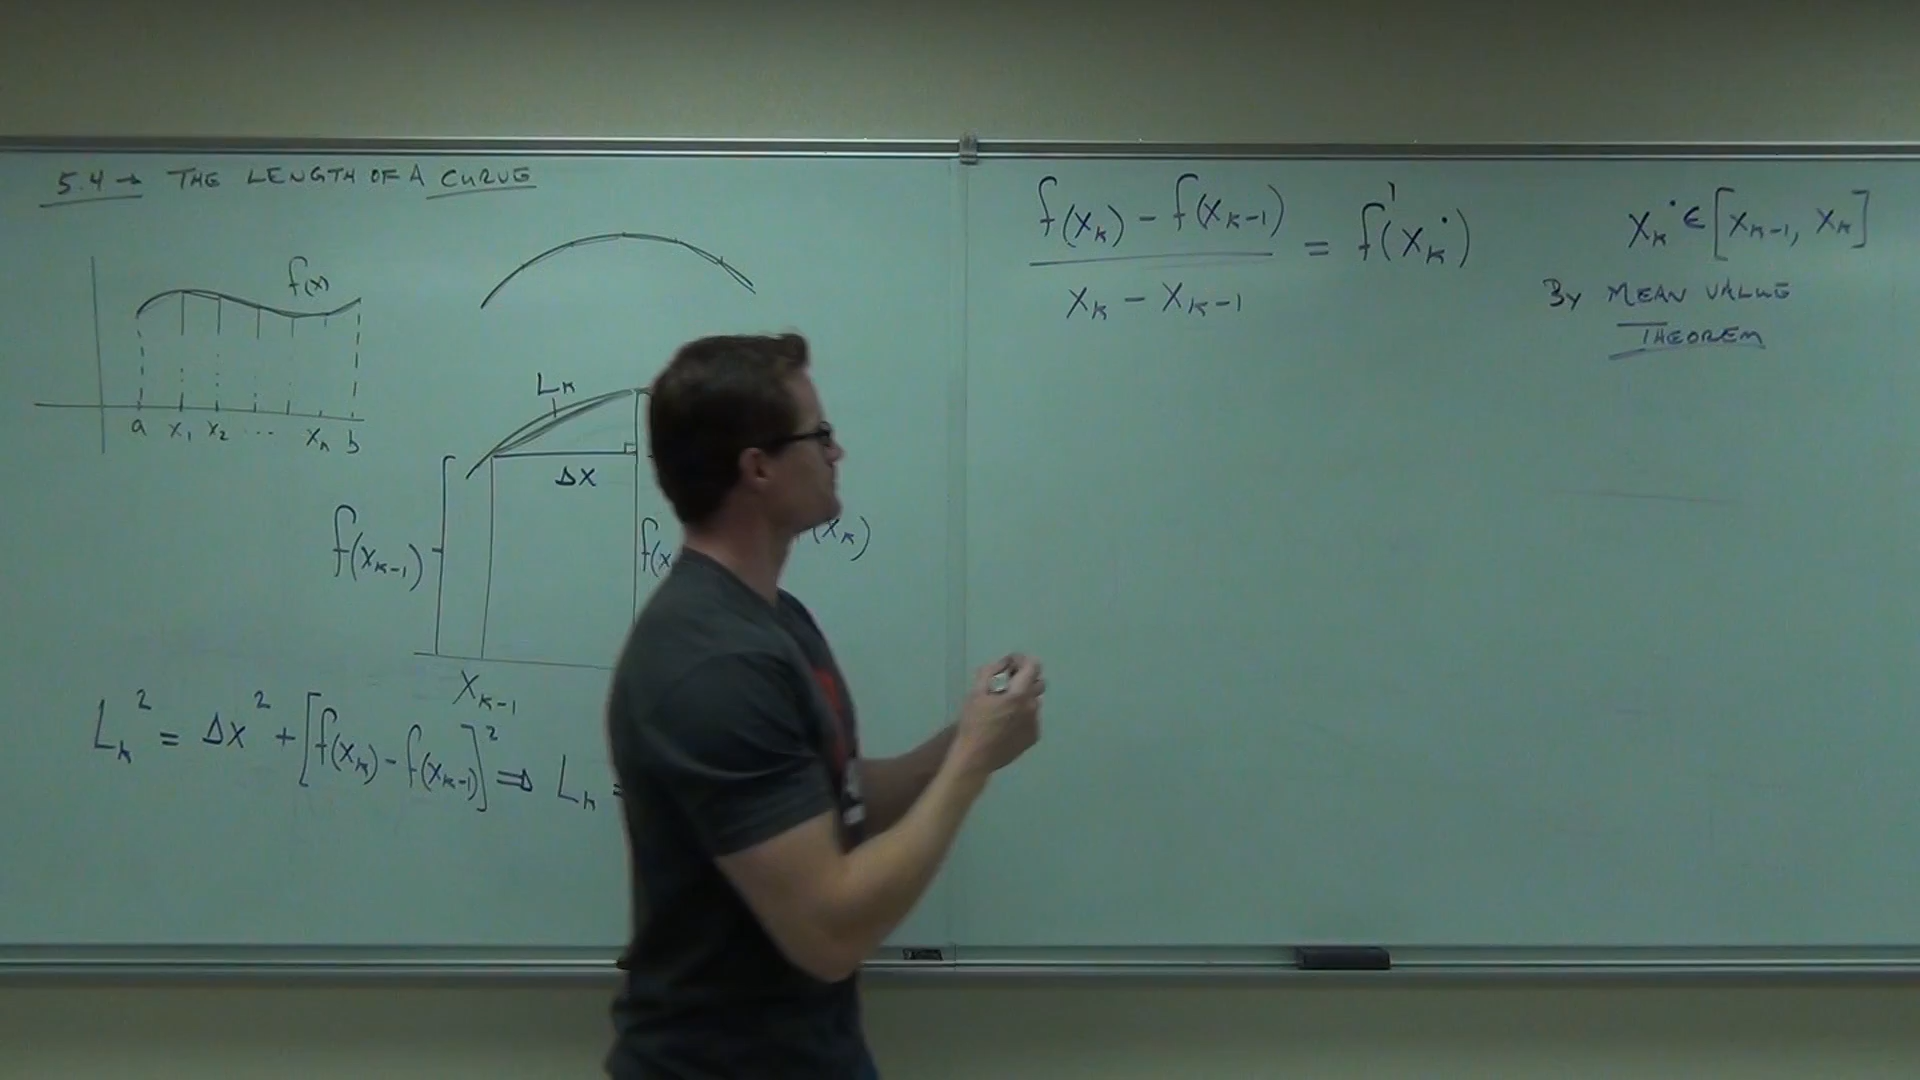 5.4 → THE LENGTH OF A CURVE
f(x)
a x₁ x₂ ... xₙ b
Lₖ
Δx
f(xₖ₋₁)
f(x
(xₖ)
xₖ₋₁
Lₖ² = Δx² + [f(xₖ) - f(xₖ₋₁)]² ⇒ Lₖ =
f(xₖ) - f(xₖ₋₁)
xₖ - xₖ₋₁
= f'(xₖ˙)
xₖ˙ ∈ [xₖ₋₁, xₖ]
By MEAN VALUE
THEOREM